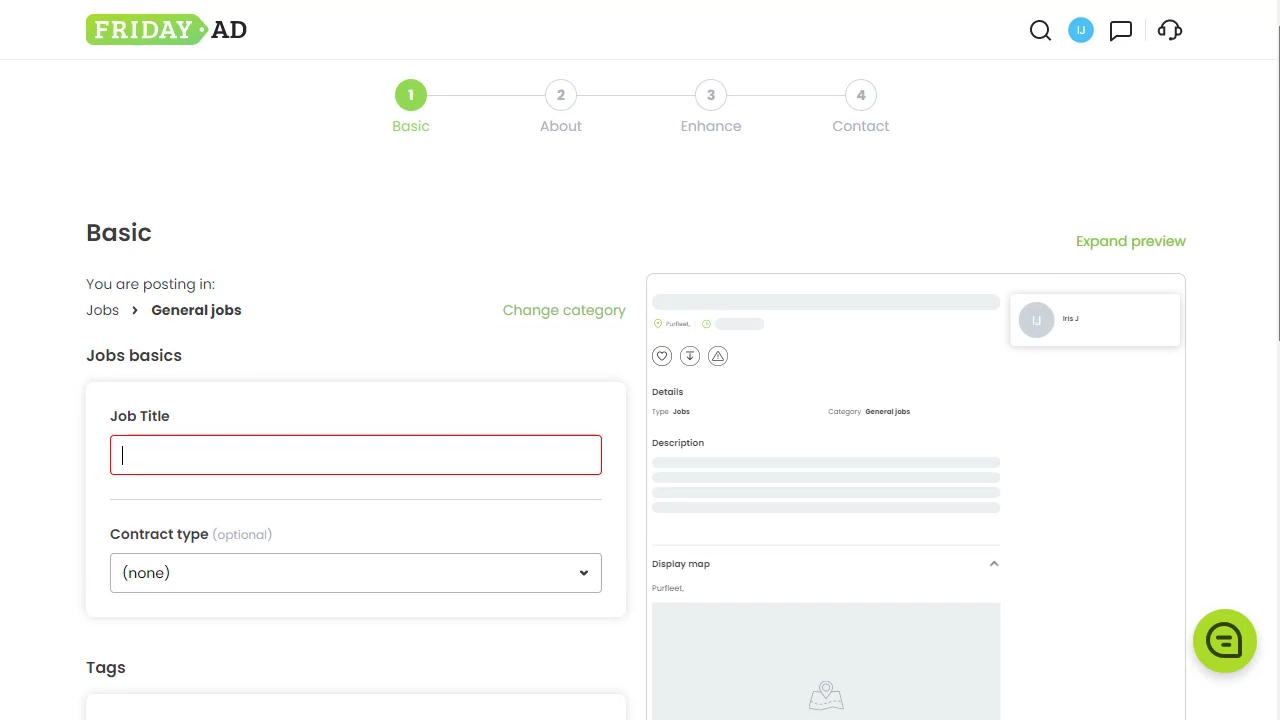 FRIDAY AD
IJ
1
2
3
4
Basic
About
Enhance
Contact
Basic
Expand preview
You are posting in:
Jobs > General jobs
Change category
Jobs basics
Job Title
Contract type (optional)
(none)
Tags
Purfleet,
IJ
Iris J
Details
Type Jobs
Category General jobs
Description
Display map
Purfleet,